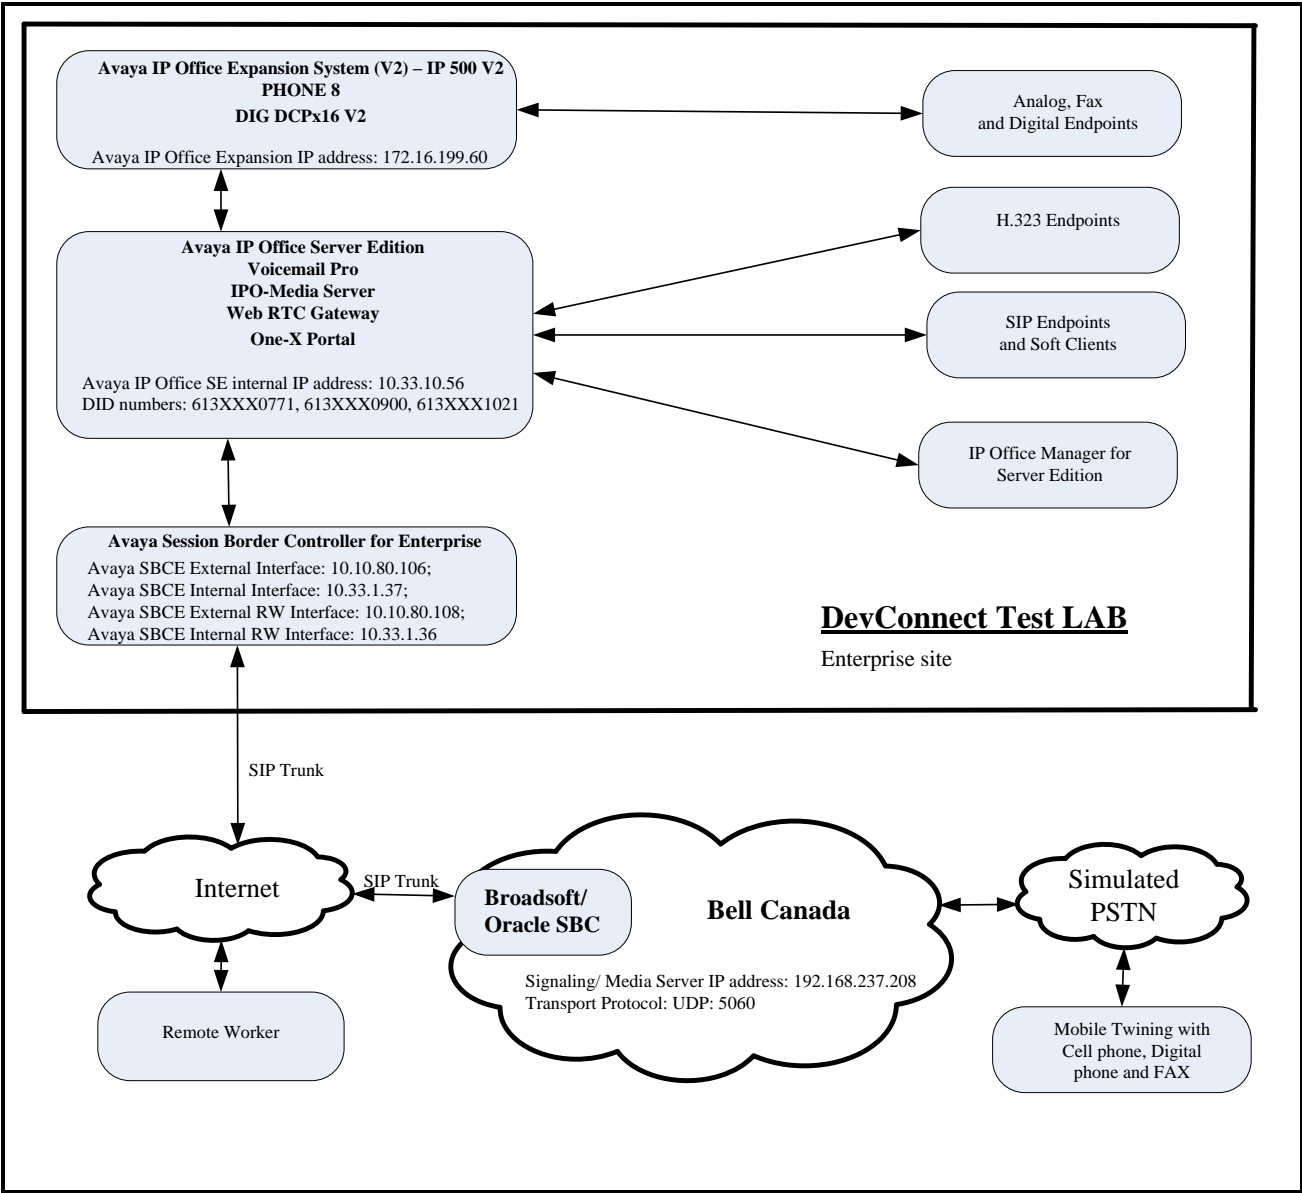 Avaya IP Office Expansion System (V2) – IP 500 V2
PHONE 8
DIG DCPx16 V2
Avaya IP Office Expansion IP address: 172.16.199.60
Analog, Fax
and Digital Endpoints
H.323 Endpoints
Avaya IP Office Server Edition
Voicemail Pro
IPO-Media Server
Web RTC Gateway
One-X Portal
Avaya IP Office SE internal IP address: 10.33.10.56
DID numbers: 613XXX0771, 613XXX0900, 613XXX1021
SIP Endpoints
and Soft Clients
IP Office Manager for
Server Edition
Avaya Session Border Controller for Enterprise
Avaya SBCE External Interface: 10.10.80.106;
Avaya SBCE Internal Interface: 10.33.1.37;
Avaya SBCE External RW Interface: 10.10.80.108;
Avaya SBCE Internal RW Interface: 10.33.1.36
DevConnect Test LAB
Enterprise site
SIP Trunk
Internet
SIP Trunk
Broadsoft/
Oracle SBC
Bell Canada
Signaling/ Media Server IP address: 192.168.237.208
Transport Protocol: UDP: 5060
Simulated
PSTN
Remote Worker
Mobile Twining with
Cell phone, Digital
phone and FAX